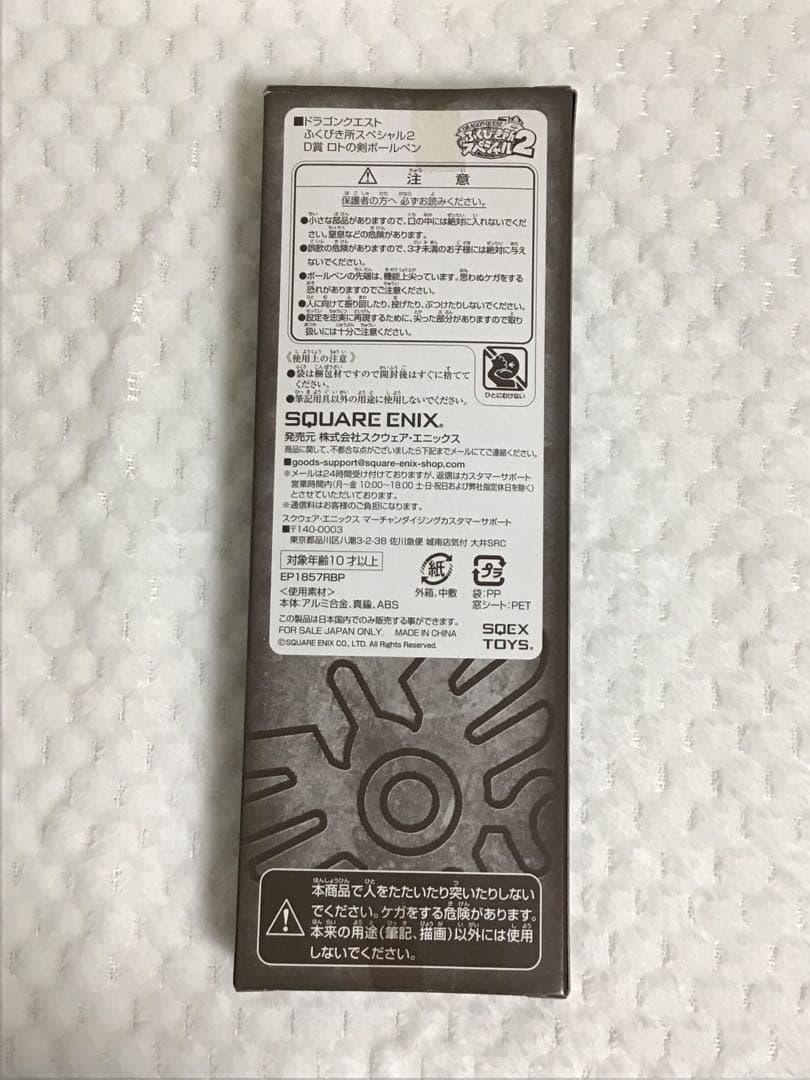 ■ドラゴンクエスト
ふくびき所スペシャル2
D賞 ロトの剣ボールペン
DRAGON QUEST
ふくびき所
スペシャル2
⚠ 注意
保護者の方へ 必ずお読みください。
●小さな部品がありますので、口の中には絶対に入れないでくだ
さい。窒息などの危険があります。
●誤飲の危険がありますので、3才未満のお子様には絶対に与え
ないでください。
●ボールペンの先端は、機能上尖っています。思わぬケガをする
恐れがありますのでご注意ください。
●人に向けて振り回したり、投げたり、ぶつけたりしないでください。
●設定を忠実に再現するために、尖った部分がありますので取り
扱いには十分ご注意ください。
《使用上の注意》
●袋は梱包材ですので開封後はすぐに捨てて
ください。
●筆記用具以外の用途に使用しないでください。
ひとにむけない
SQUARE ENIX®
発売元 株式会社スクウェア・エニックス
商品に関して、不都合な点がございましたら下記までメールにてご連絡ください。
■goods-support@square-enix-shop.com
※メールは24時間受け付けておりますが、返信はカスタマーサポート
営業時間内(月~金 10:00~18:00 土・日・祝日および弊社指定休日を除く)
とさせていただいております。
※通信料はお客様のご負担になります。
スクウェア・エニックス マーチャンダイジングカスタマーサポート
■〒140-0003
東京都品川区八潮3-2-38 佐川急便 城南店気付 大井SRC
対象年齢10才以上
EP1857RBP
<使用素材>
本体:アルミ合金、真鍮、ABS
紙
外箱、中敷
プラ
袋:PP
窓シート:PET
この製品は日本国内でのみ販売する事ができます。
FOR SALE JAPAN ONLY. MADE IN CHINA
©SQUARE ENIX CO., LTD. All Rights Reserved.
SQEX
TOYS®
本商品で人をたたいたり突いたりしない
でください。ケガをする危険があります。
本来の用途(筆記、描画)以外には使用
しないでください。